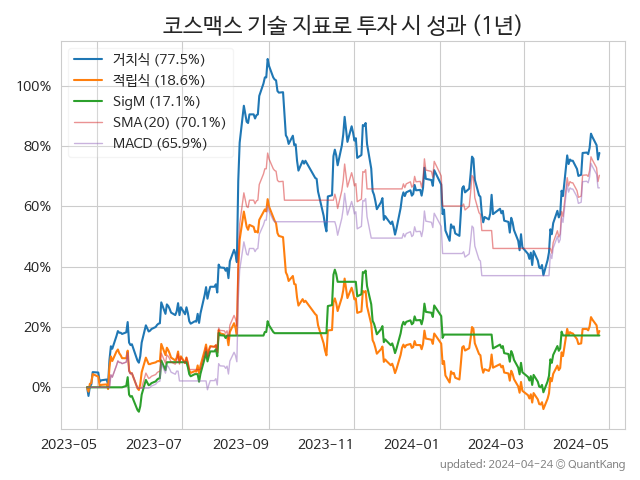 코스맥스 기술 지표로 투자 시 성과 (1년)
거치식 (77.5%)
적립식 (18.6%)
SigM (17.1%)
SMA(20) (70.1%)
MACD (65.9%)
100%
80%
60%
40%
20%
0%
2023-05 2023-07 2023-09 2023-11 2024-01 2024-03 2024-05
updated: 2024-04-24 © QuantKang